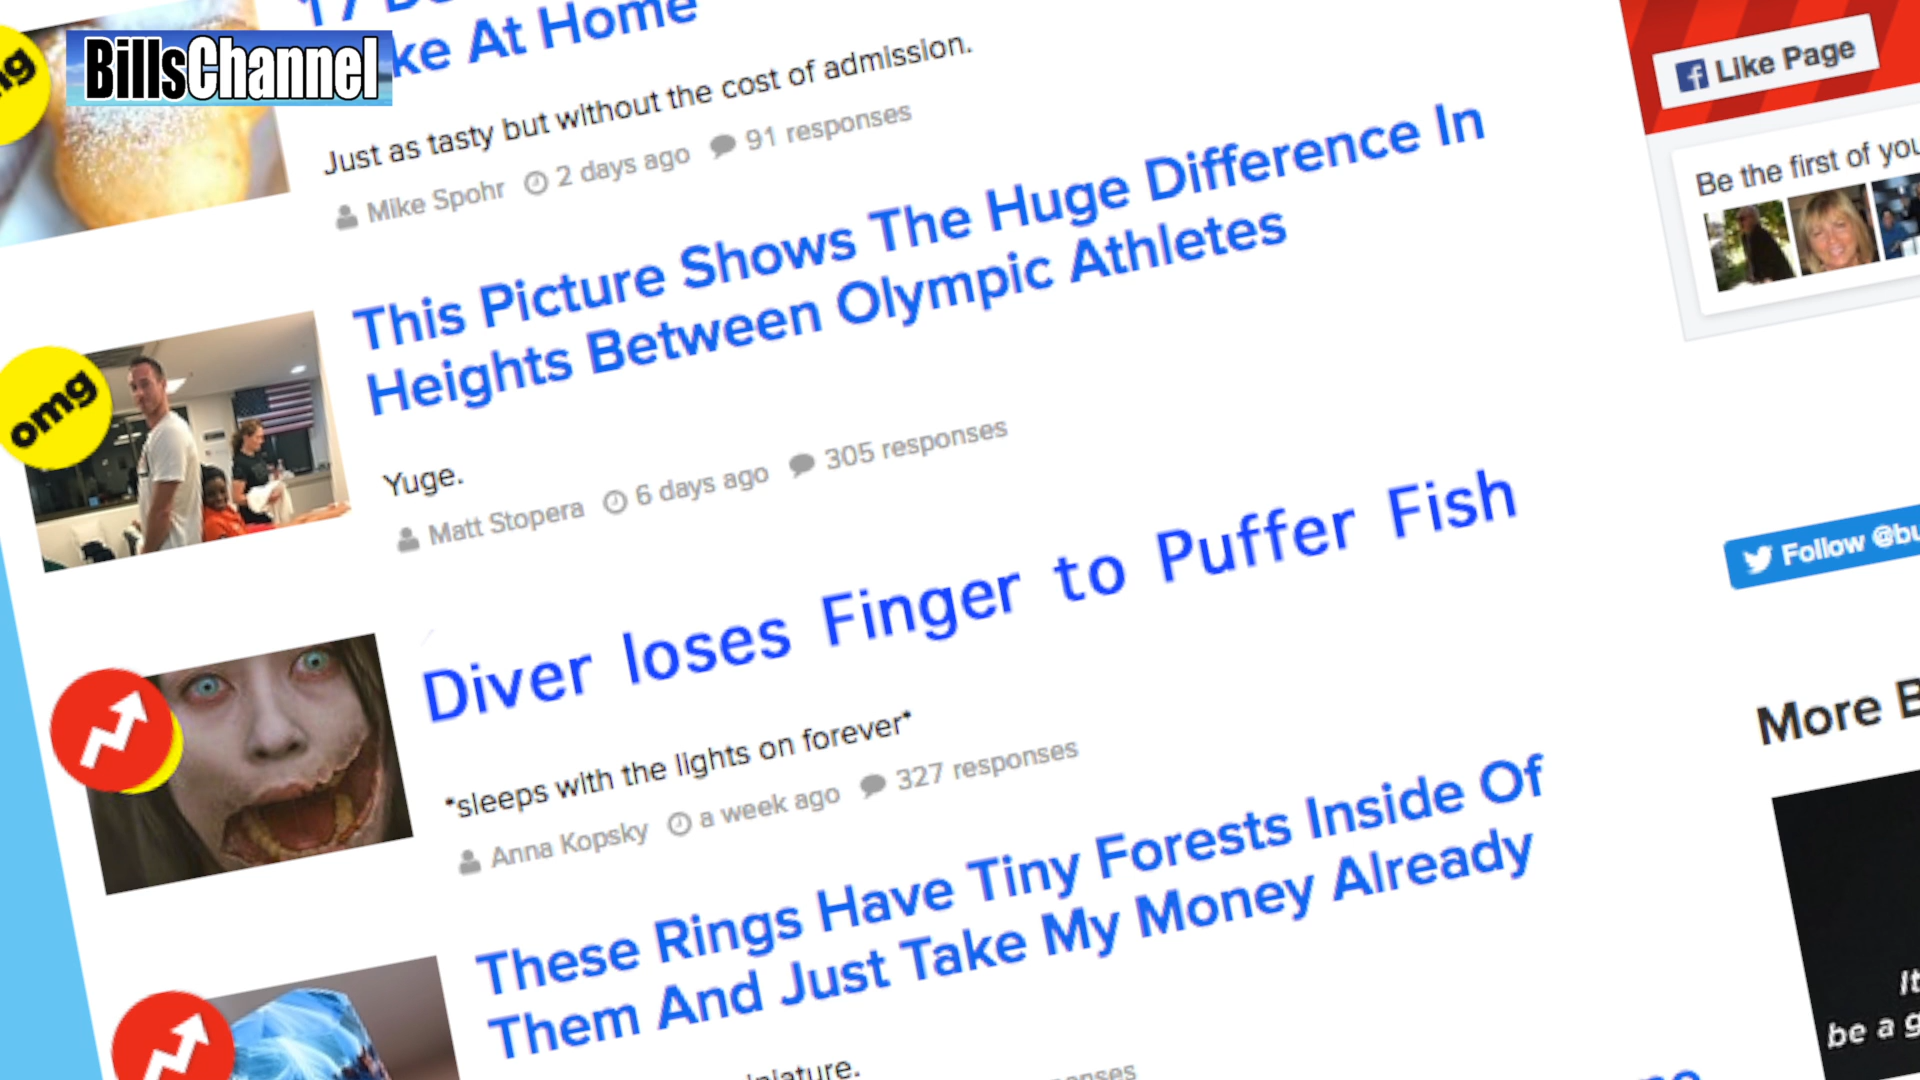 BillsChannel
ke At Home
Just as tasty but without the cost of admission.
Mike Spohr 2 days ago 91 responses
omg
This Picture Shows The Huge Difference In
Heights Between Olympic Athletes
Yuge.
Matt Stopera 6 days ago 305 responses
Diver loses Finger to Puffer Fish
*sleeps with the lights on forever*
Anna Kopsky a week ago 327 responses
These Rings Have Tiny Forests Inside Of
Them And Just Take My Money Already
Like Page
Be the first of you
Follow @bu
More B
It
be a g